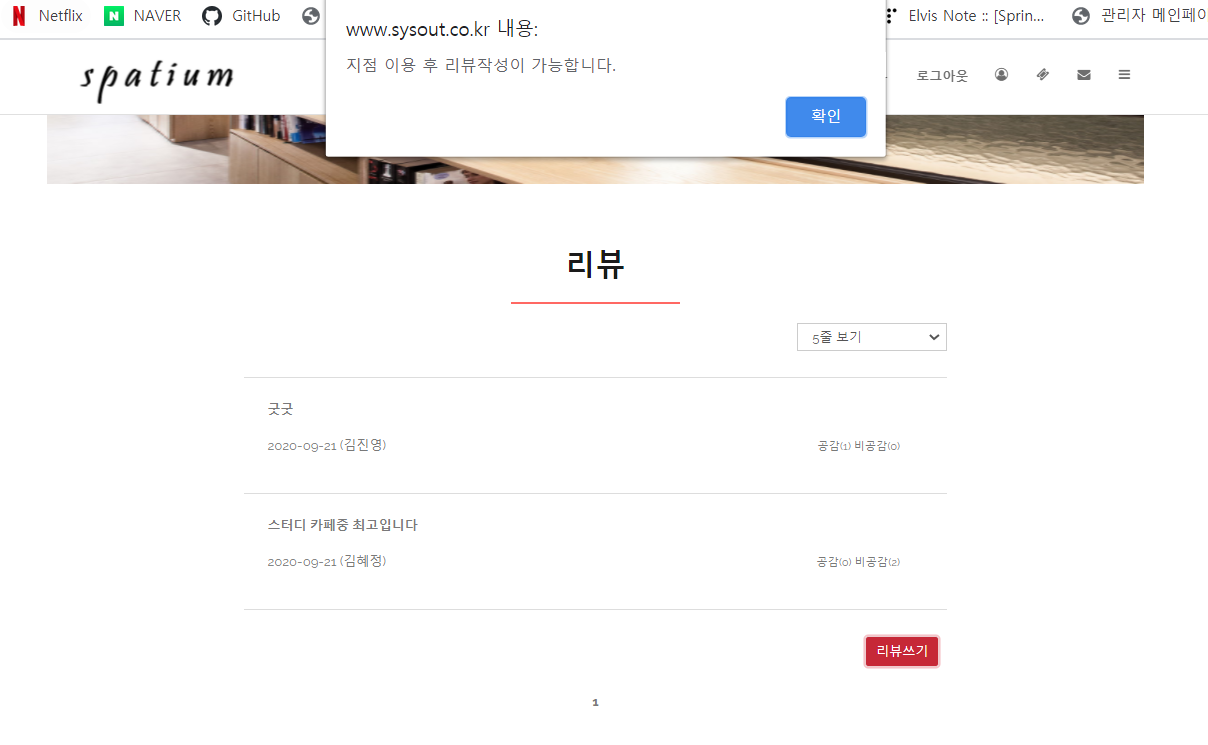 Netflix NAVER GitHub Elvis Note :: [Sprin... 관리자 메인페이
www.sysout.co.kr 내용:
지점 이용 후 리뷰작성이 가능합니다.
확인
spatium 로그아웃
리뷰
5줄 보기
굿굿
2020-09-21 (김진영) 공감(1) 비공감(0)
스터디 카페중 최고입니다
2020-09-21 (김혜정) 공감(0) 비공감(2)
리뷰쓰기
1